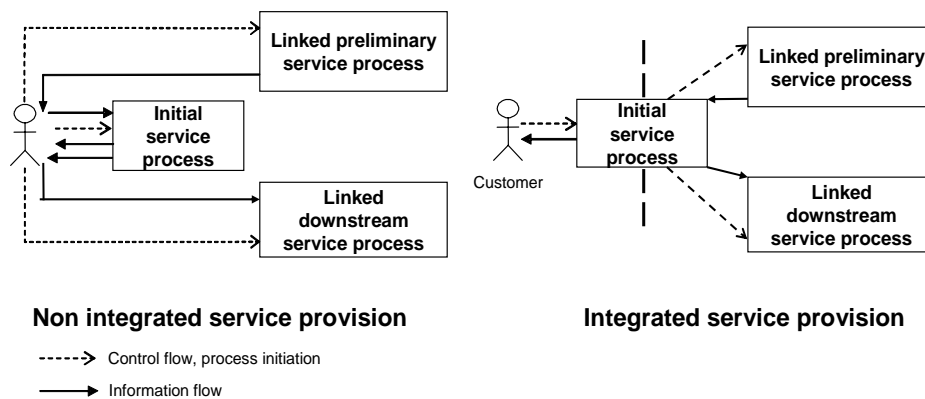 Linked preliminary
service process
Initial
service
process
Linked
downstream
service process
Linked preliminary
service process
Initial
service
process
Customer
Linked
downstream
service process
Non integrated service provision
Integrated service provision
Control flow, process initiation
Information flow